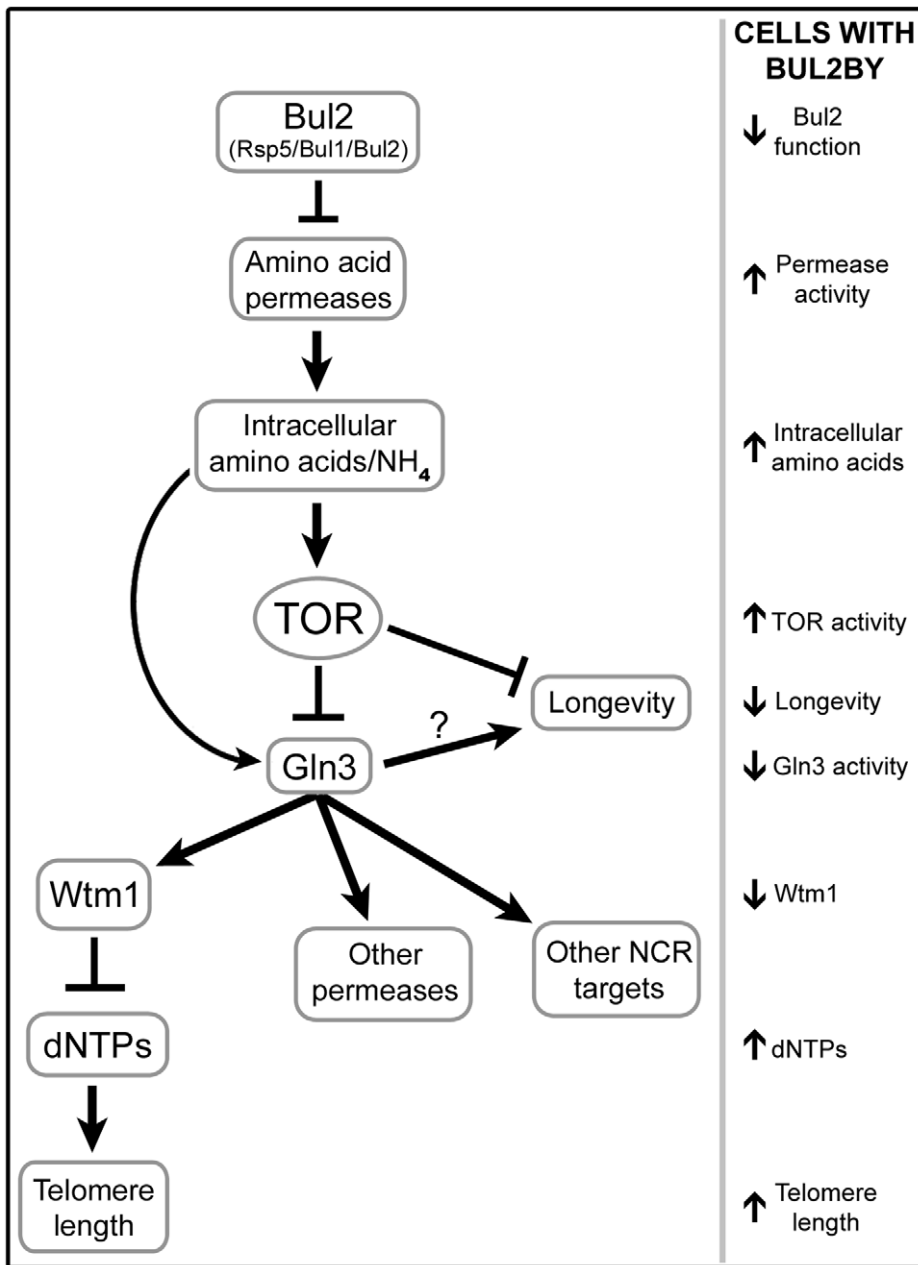 CELLS WITH
BUL2BY
Bul2
(Rsp5/Bul1/Bul2)
Bul2
function
Amino acid
permeases
Permease
activity
Intracellular
amino acids/NH₄
Intracellular
amino acids
TOR
TOR activity
Longevity
Longevity
?
Gln3
Gln3 activity
Wtm1
Wtm1
Other
permeases
Other NCR
targets
dNTPs
dNTPs
Telomere
length
Telomere
length